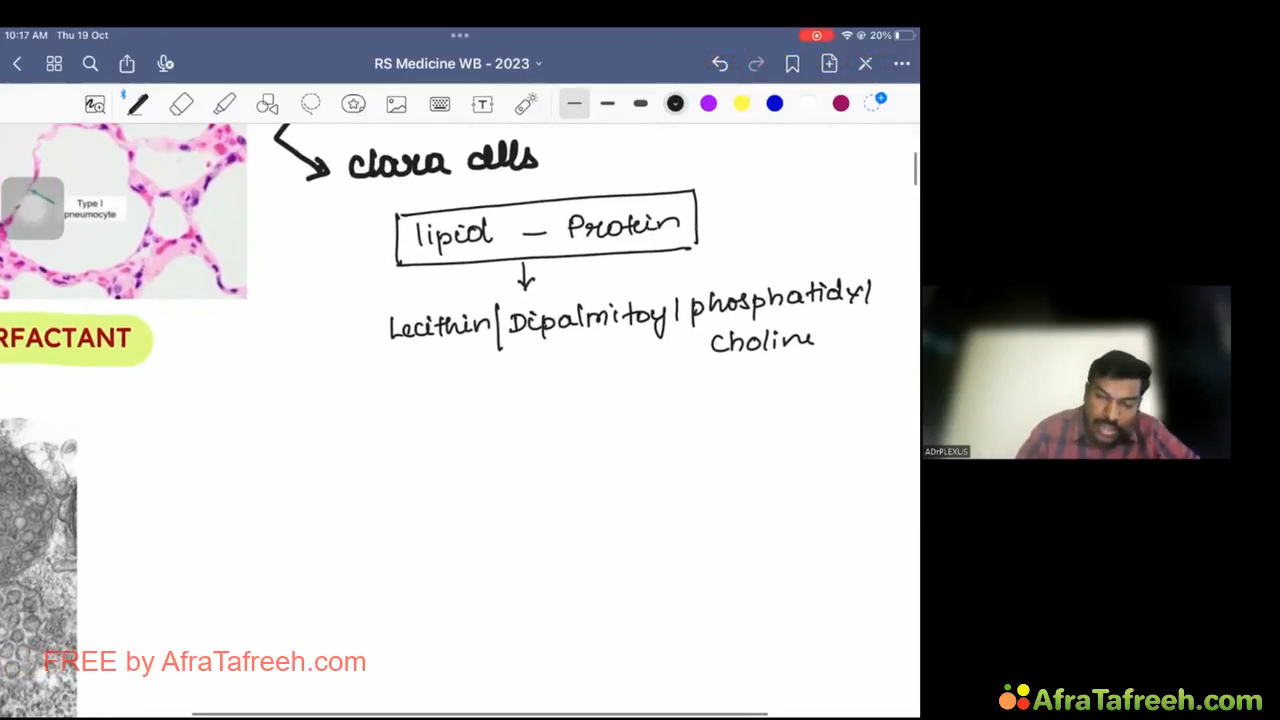 10:17 AM Thu 19 Oct
20%
RS Medicine WB - 2023
Clara cells
Type I
pneumocyte
lipid - Protein
Lecithin/Dipalmitoyl phosphatidyl
Choline
RFACTANT
ADrPLEXUS
FREE by AfraTafreeh.com
AfraTafreeh.com